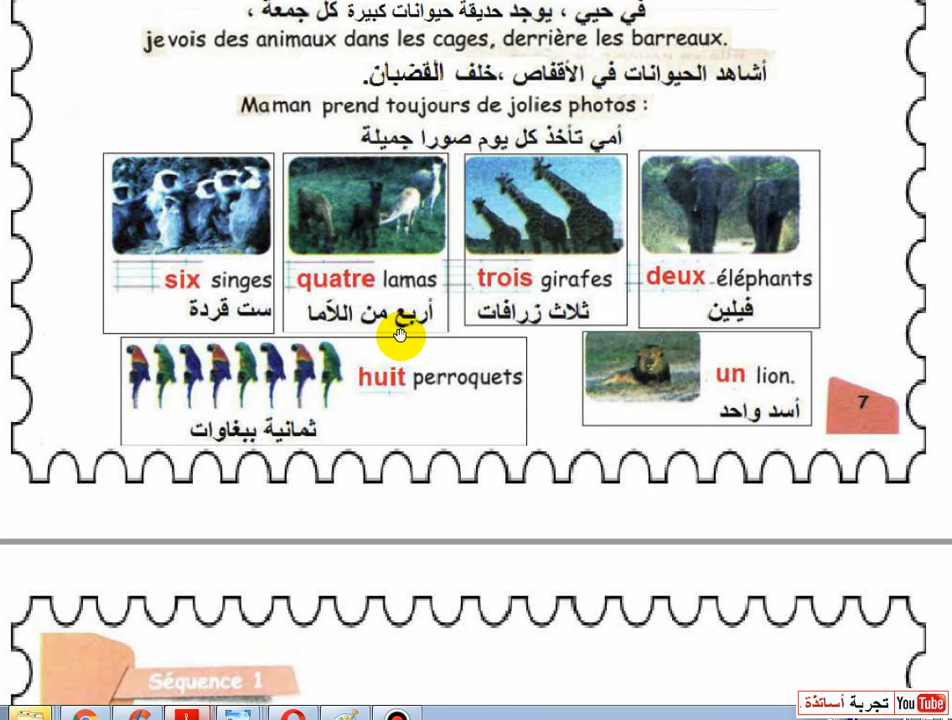 في حيي ، يوجد حديقة حيوانات كبيرة كل جمعة ،
je vois des animaux dans les cages, derrière les barreaux.
أشاهد الحيوانات في الأقفاص ،خلف القضبان.
Maman prend toujours de jolies photos :
أمي تأخذ كل يوم صورا جميلة
six singes
ست قردة
quatre lamas
أربع من اللآما
trois girafes
ثلاث زرافات
deux éléphants
فيلين
huit perroquets
ثمانية ببغاوات
un lion.
أسد واحد
7
Séquence 1
تجربة أساتذة .
YouTube